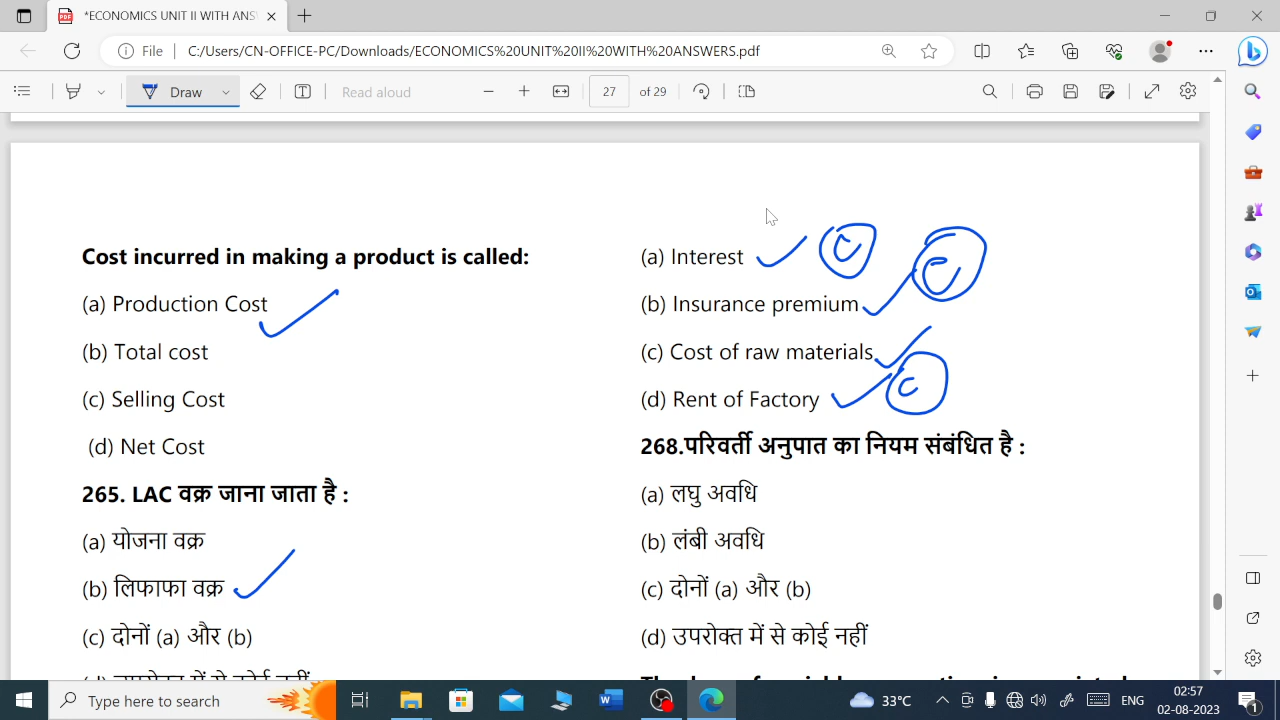 *ECONOMICS UNIT II WITH ANS
File
C:/Users/CN-OFFICE-PC/Downloads/ECONOMICS%20UNIT%20II%20WITH%20ANSWERS.pdf
Draw
Read aloud
27
of 29
Cost incurred in making a product is called:
(a) Production Cost
(b) Total cost
(c) Selling Cost
(d) Net Cost
265. LAC वक्र जाना जाता है :
(a) योजना वक्र
(b) लिफाफा वक्र
(c) दोनों (a) और (b)
(a) Interest
(b) Insurance premium
(c) Cost of raw materials
(d) Rent of Factory
268.परिवर्ती अनुपात का नियम संबंधित है :
(a) लघु अवधि
(b) लंबी अवधि
(c) दोनों (a) और (b)
(d) उपरोक्त में से कोई नहीं
Type here to search
33°C
ENG
02:57
02-08-2023
1